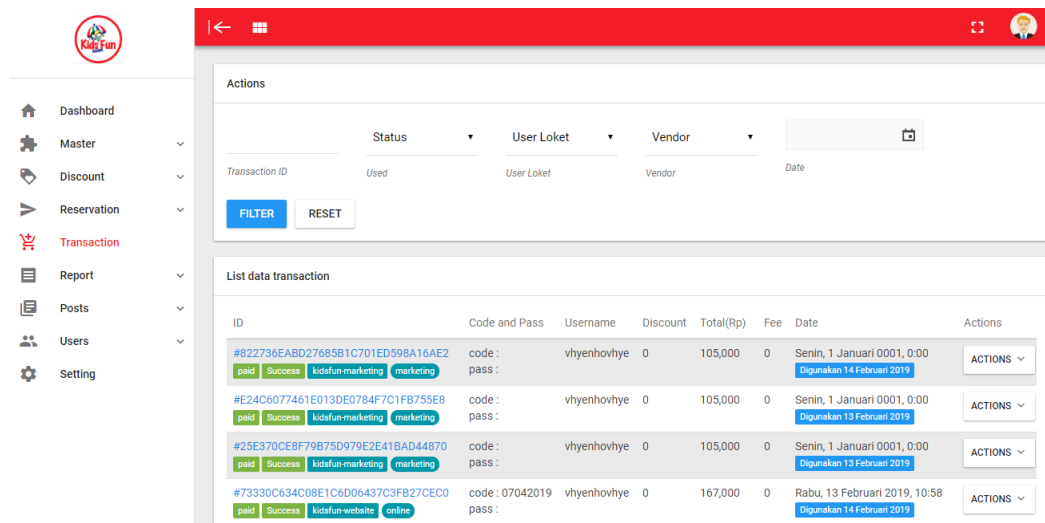 Kids Fun
Dashboard
Master
Discount
Reservation
Transaction
Report
Posts
Users
Setting
Actions
Status User Loket Vendor
Transaction ID Used User Loket Vendor Date
FILTER RESET
List data transaction
ID Code and Pass Username Discount Total(Rp) Fee Date Actions
#822736EABD27685B1C701ED598A16AE2 code : vhyenhovhye 0 105,000 0 Senin, 1 Januari 0001, 0:00 ACTIONS
paid Success kidsfun-marketing marketing pass : Digunakan 14 Februari 2019
#E24C6077461E013DE0784F7C1FB755E8 code : vhyenhovhye 0 105,000 0 Senin, 1 Januari 0001, 0:00 ACTIONS
paid Success kidsfun-marketing marketing pass : Digunakan 13 Februari 2019
#25E370CE8F79B75D979E2E41BAD44870 code : vhyenhovhye 0 105,000 0 Senin, 1 Januari 0001, 0:00 ACTIONS
paid Success kidsfun-marketing marketing pass : Digunakan 13 Februari 2019
#73330C634C08E1C6D06437C3FB27CEC0 code : 07042019 vhyenhovhye 0 167,000 0 Rabu, 13 Februari 2019, 10:58 ACTIONS
paid Success kidsfun-website online pass : Digunakan 14 Februari 2019